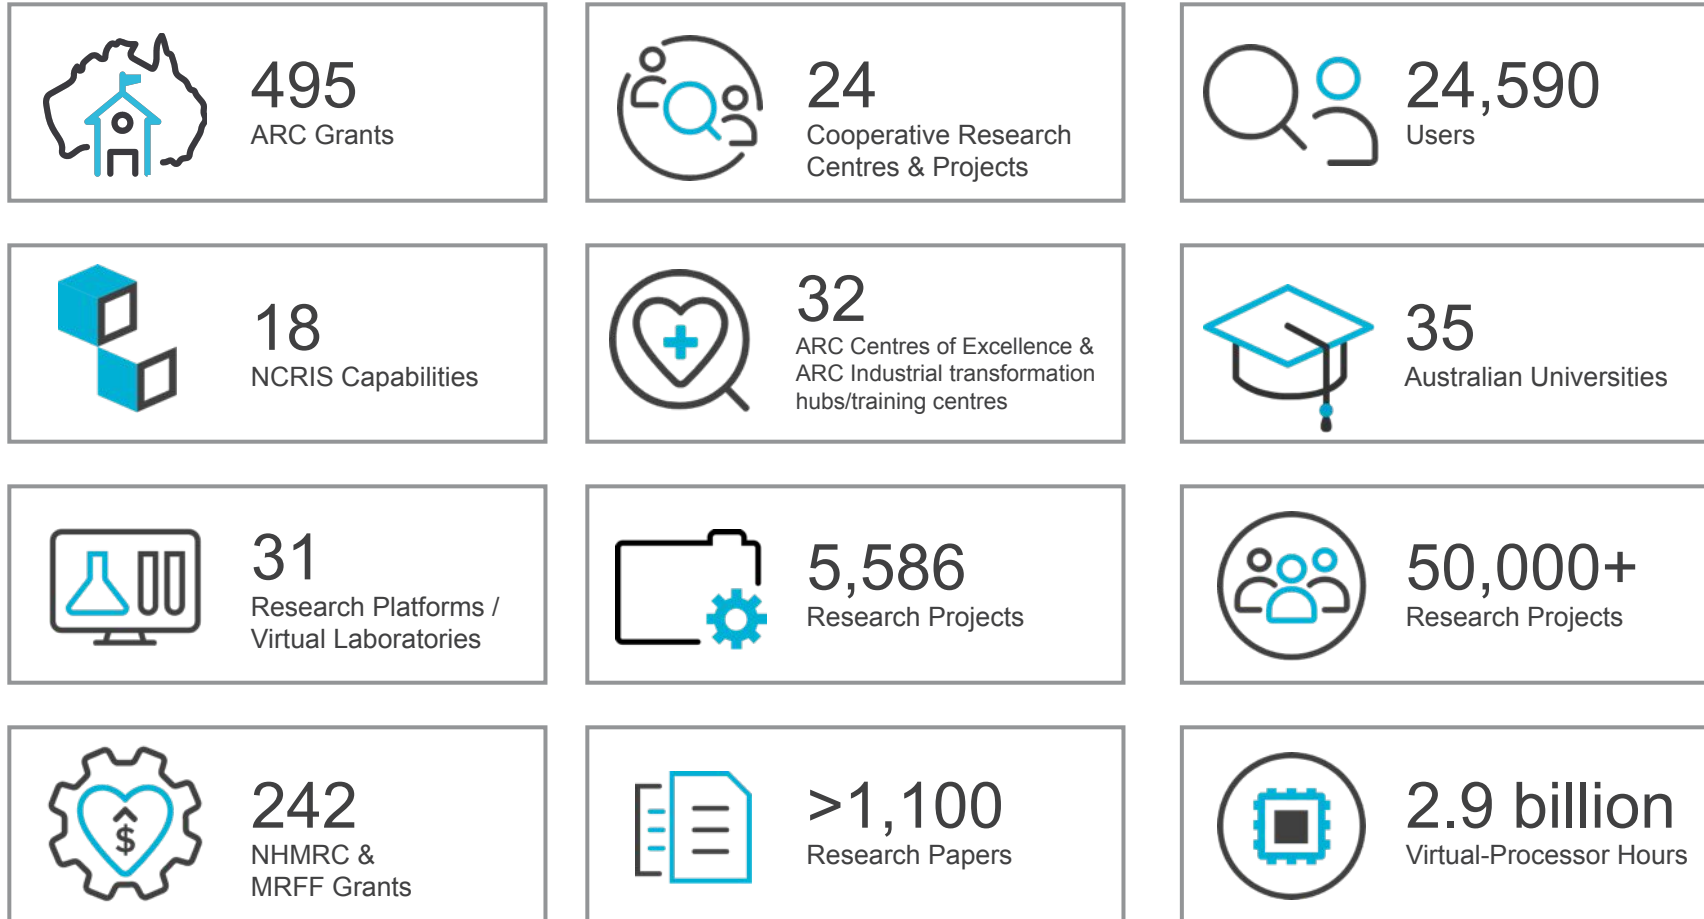 495
ARC Grants
24
Cooperative Research
Centres & Projects
24,590
Users
18
NCRIS Capabilities
32
ARC Centres of Excellence &
ARC Industrial transformation
hubs/training centres
35
Australian Universities
31
Research Platforms /
Virtual Laboratories
5,586
Research Projects
50,000+
Research Projects
$
242
NHMRC &
MRFF Grants
>1,100
Research Papers
2.9 billion
Virtual-Processor Hours